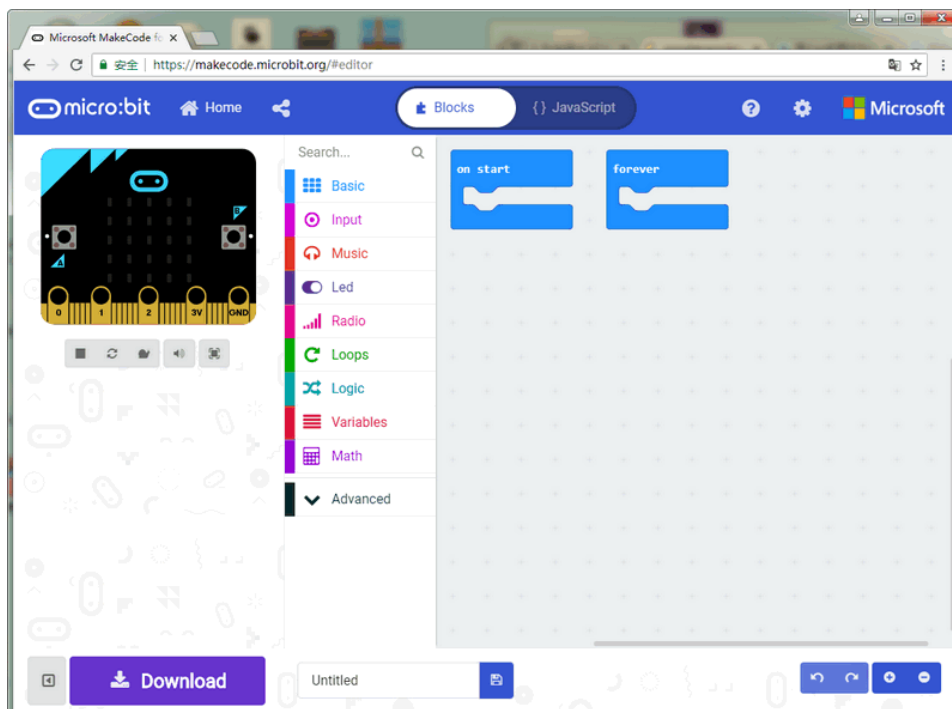 Microsoft MakeCode fo
安全 | https://makecode.microbit.org/#editor
micro:bit Home Blocks {} JavaScript Microsoft
Search...
on start forever
Basic
Input
Music
Led
Radio
Loops
Logic
Variables
Math
Advanced
B
A
0 1 2 3V GND
Download Untitled